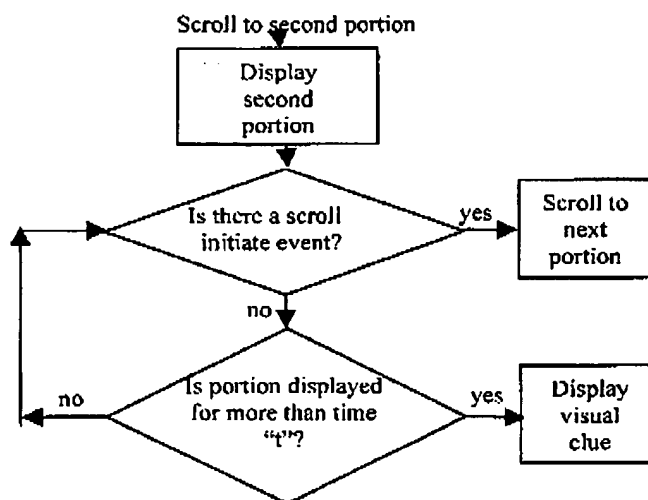 Scroll to second portion
Display
second
portion
Is there a scroll
initiate event?
yes
Scroll to
next
portion
no
Is portion displayed
for more than time
“t”?
no
yes
Display
visual
clue